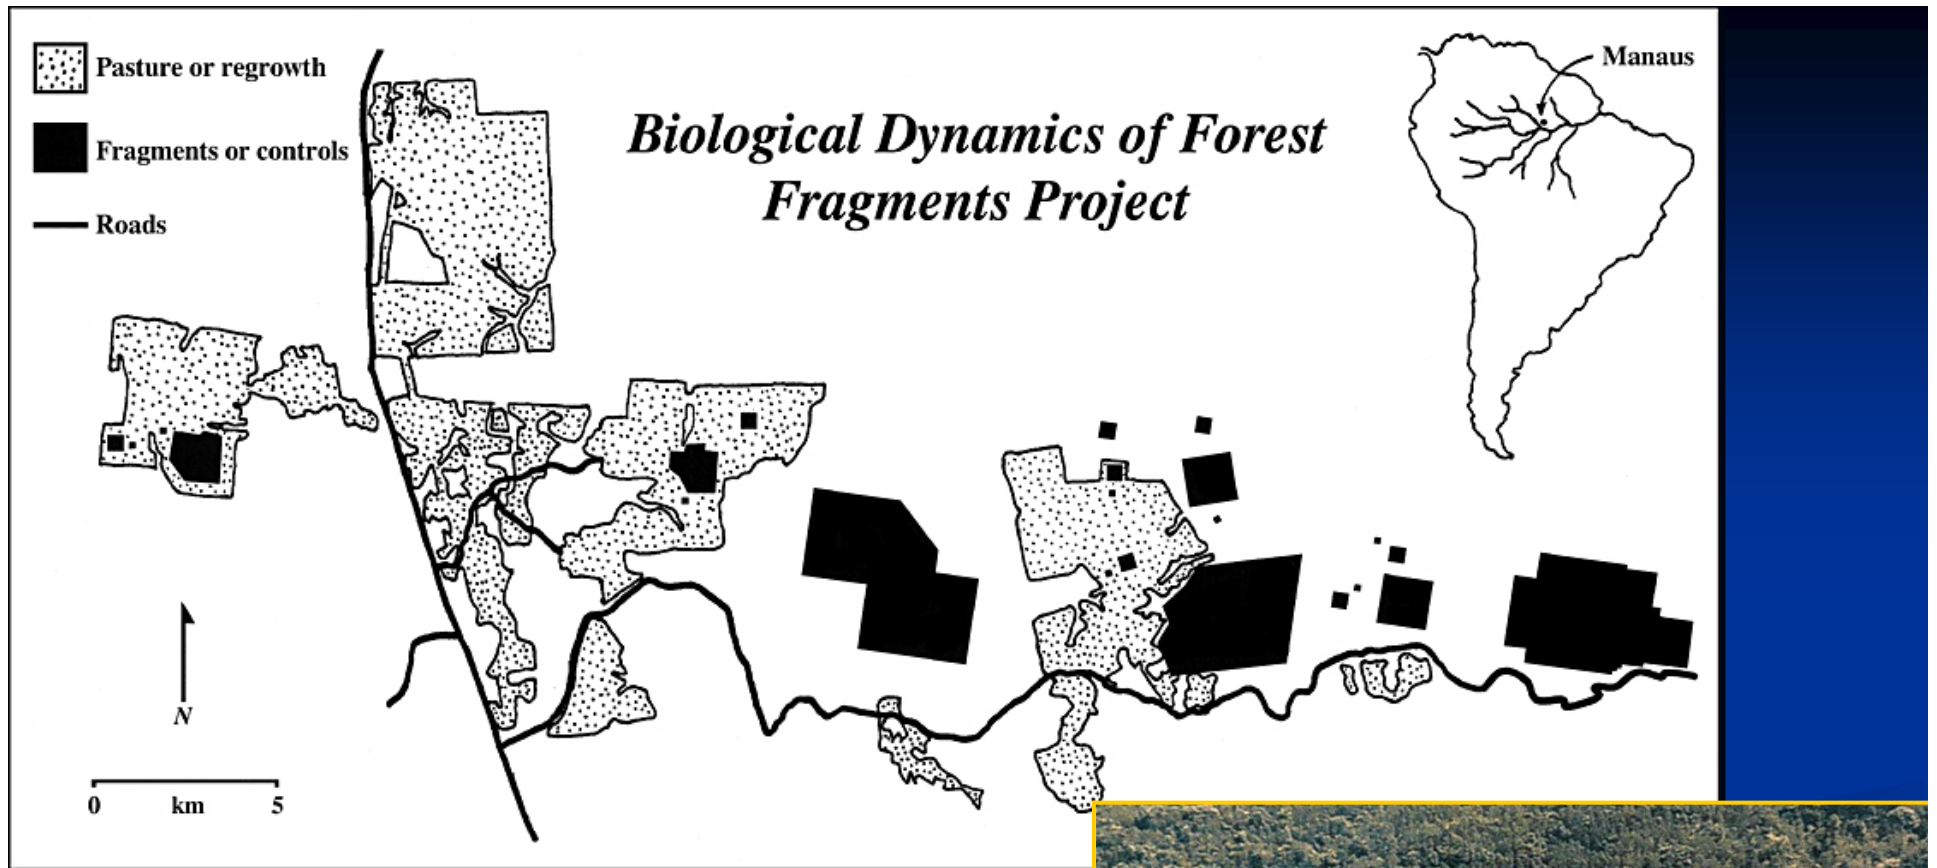 Pasture or regrowth
Fragments or controls
Roads
Biological Dynamics of Forest
Fragments Project
Manaus
N
0 km 5